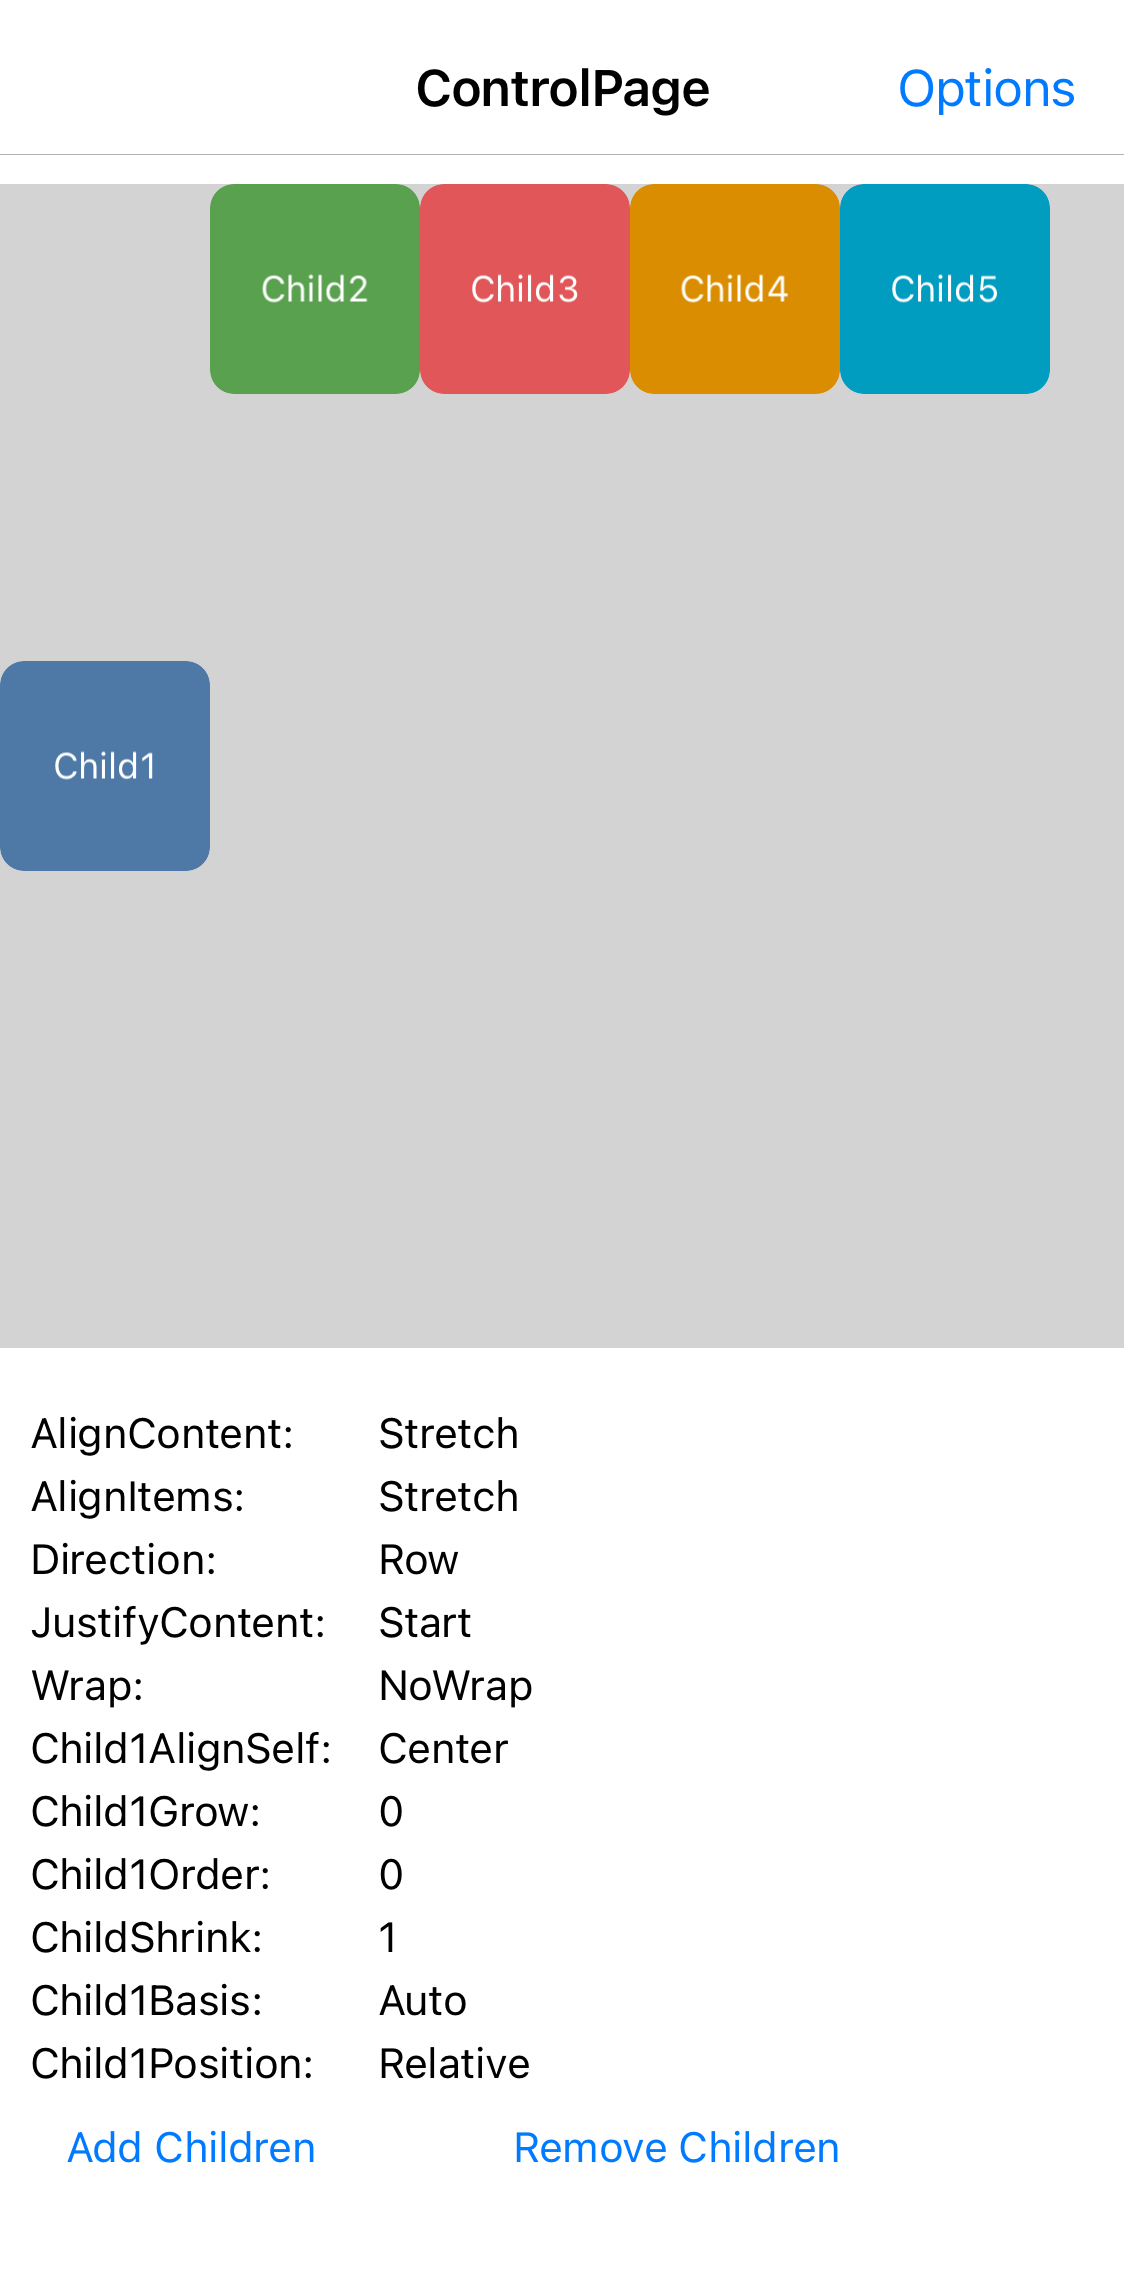 ControlPage Options
Child2 Child3 Child4 Child5
Child1
AlignContent: Stretch
AlignItems: Stretch
Direction: Row
JustifyContent: Start
Wrap: NoWrap
Child1AlignSelf: Center
Child1Grow: 0
Child1Order: 0
ChildShrink: 1
Child1Basis: Auto
Child1Position: Relative
Add Children Remove Children